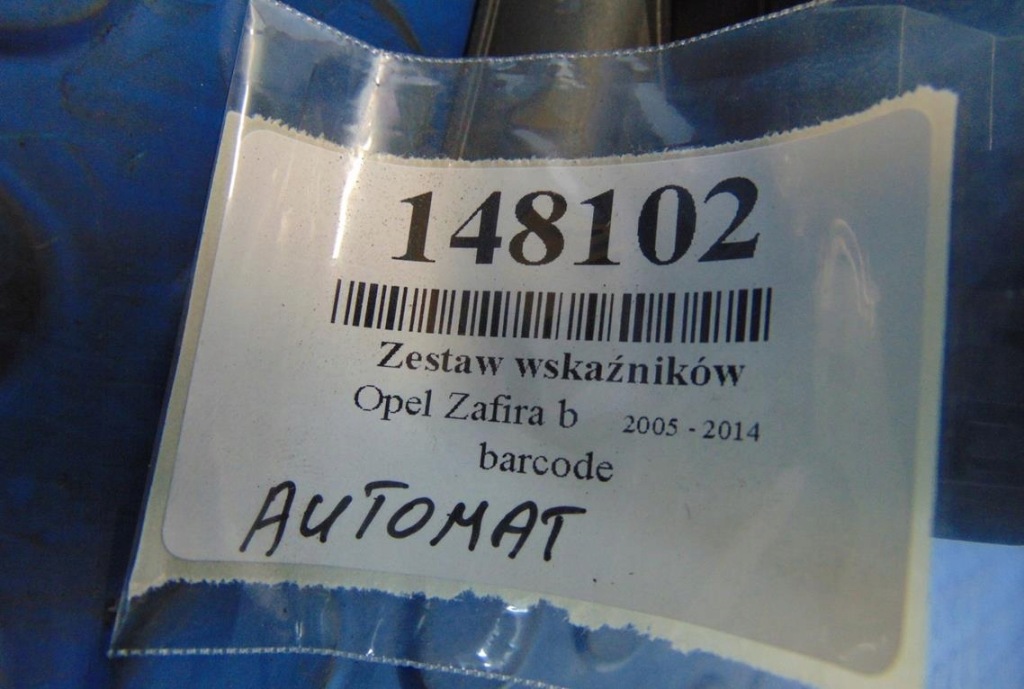 148102
Zestaw wskaźników
Opel Zafira b 2005 - 2014
barcode
AUTOMAT